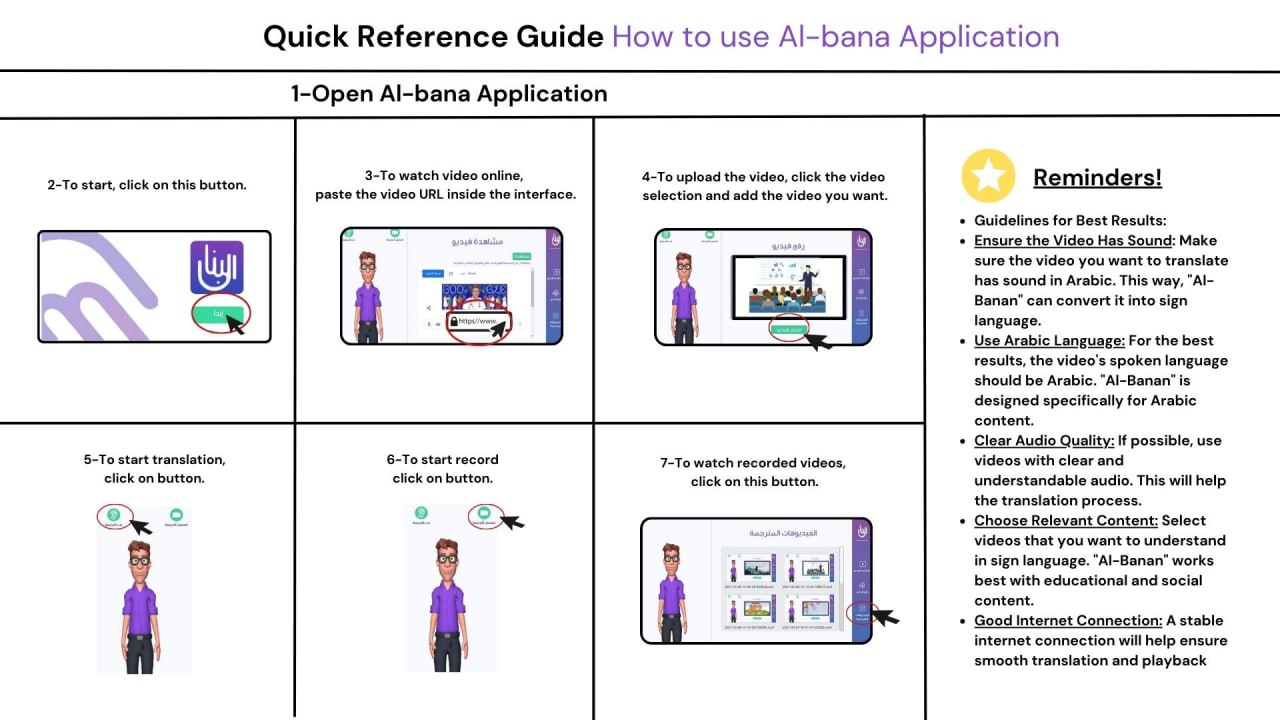 Quick Reference Guide How to use Al-bana Application
1-Open Al-bana Application
2-To start, click on this button.
البنان
إبدأ
3-To watch video online,
paste the video URL inside the interface.
مشاهدة فيديو
https//www.
4-To upload the video, click the video
selection and add the video you want.
رفع فيديو
5-To start translation,
click on button.
6-To start record
click on button.
7-To watch recorded videos,
click on this button.
الفيديوهات المترجمة
Reminders!
• Guidelines for Best Results:
• Ensure the Video Has Sound: Make
sure the video you want to translate
has sound in Arabic. This way, "Al-
Banan" can convert it into sign
language.
• Use Arabic Language: For the best
results, the video's spoken language
should be Arabic. "Al-Banan" is
designed specifically for Arabic
content.
• Clear Audio Quality: If possible, use
videos with clear and
understandable audio. This will help
the translation process.
• Choose Relevant Content: Select
videos that you want to understand
in sign language. "Al-Banan" works
best with educational and social
content.
• Good Internet Connection: A stable
internet connection will help ensure
smooth translation and playback